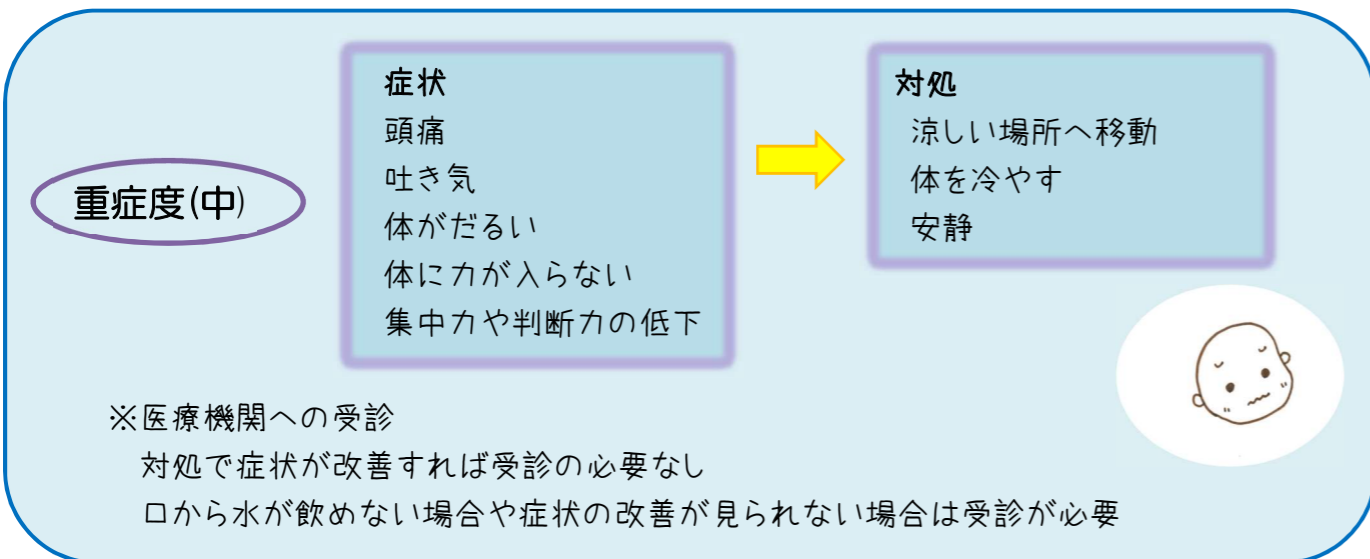 重症度(中)
症状
頭痛
吐き気
体がだるい
体に力が入らない
集中力や判断力の低下
対処
涼しい場所へ移動
体を冷やす
安静
※医療機関への受診
対処で症状が改善すれば受診の必要なし
口から水が飲めない場合や症状の改善が見られない場合は受診が必要